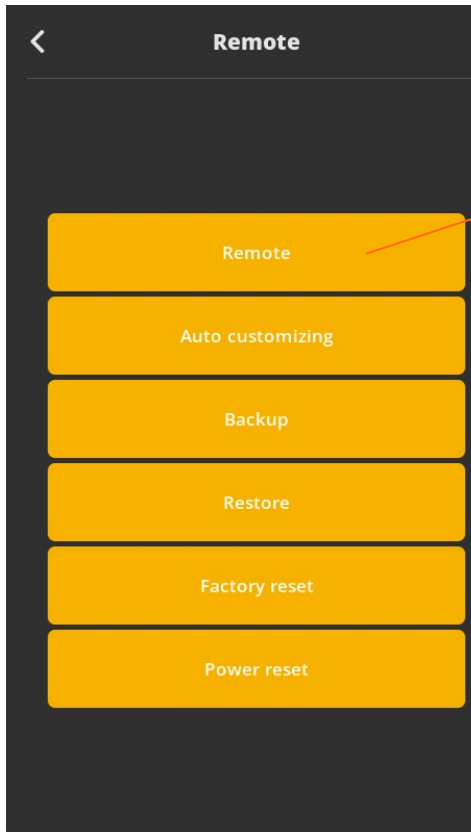 Remote
Remote
Auto customizing
Backup
Restore
Factory reset
Power reset